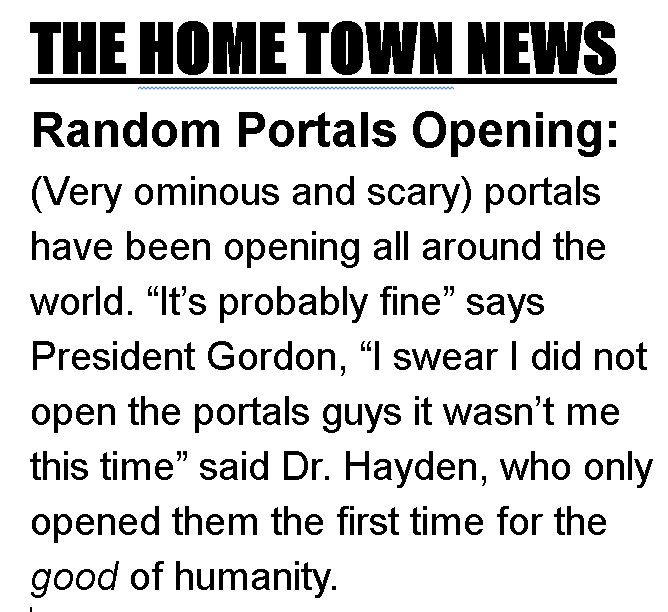 THE HOME TOWN NEWS
Random Portals Opening:
(Very ominous and scary) portals
have been opening all around the
world. “It’s probably fine” says
President Gordon, “I swear I did not
open the portals guys it wasn’t me
this time” said Dr. Hayden, who only
opened them the first time for the
good of humanity.